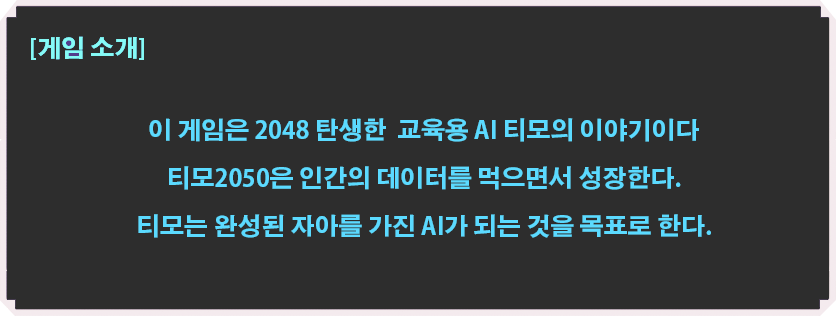 [게임 소개]
이 게임은 2048 탄생한  교육용 AI 티모의 이야기이다
티모2050은 인간의 데이터를 먹으면서 성장한다.
티모는 완성된 자아를 가진 AI가 되는 것을 목표로 한다.